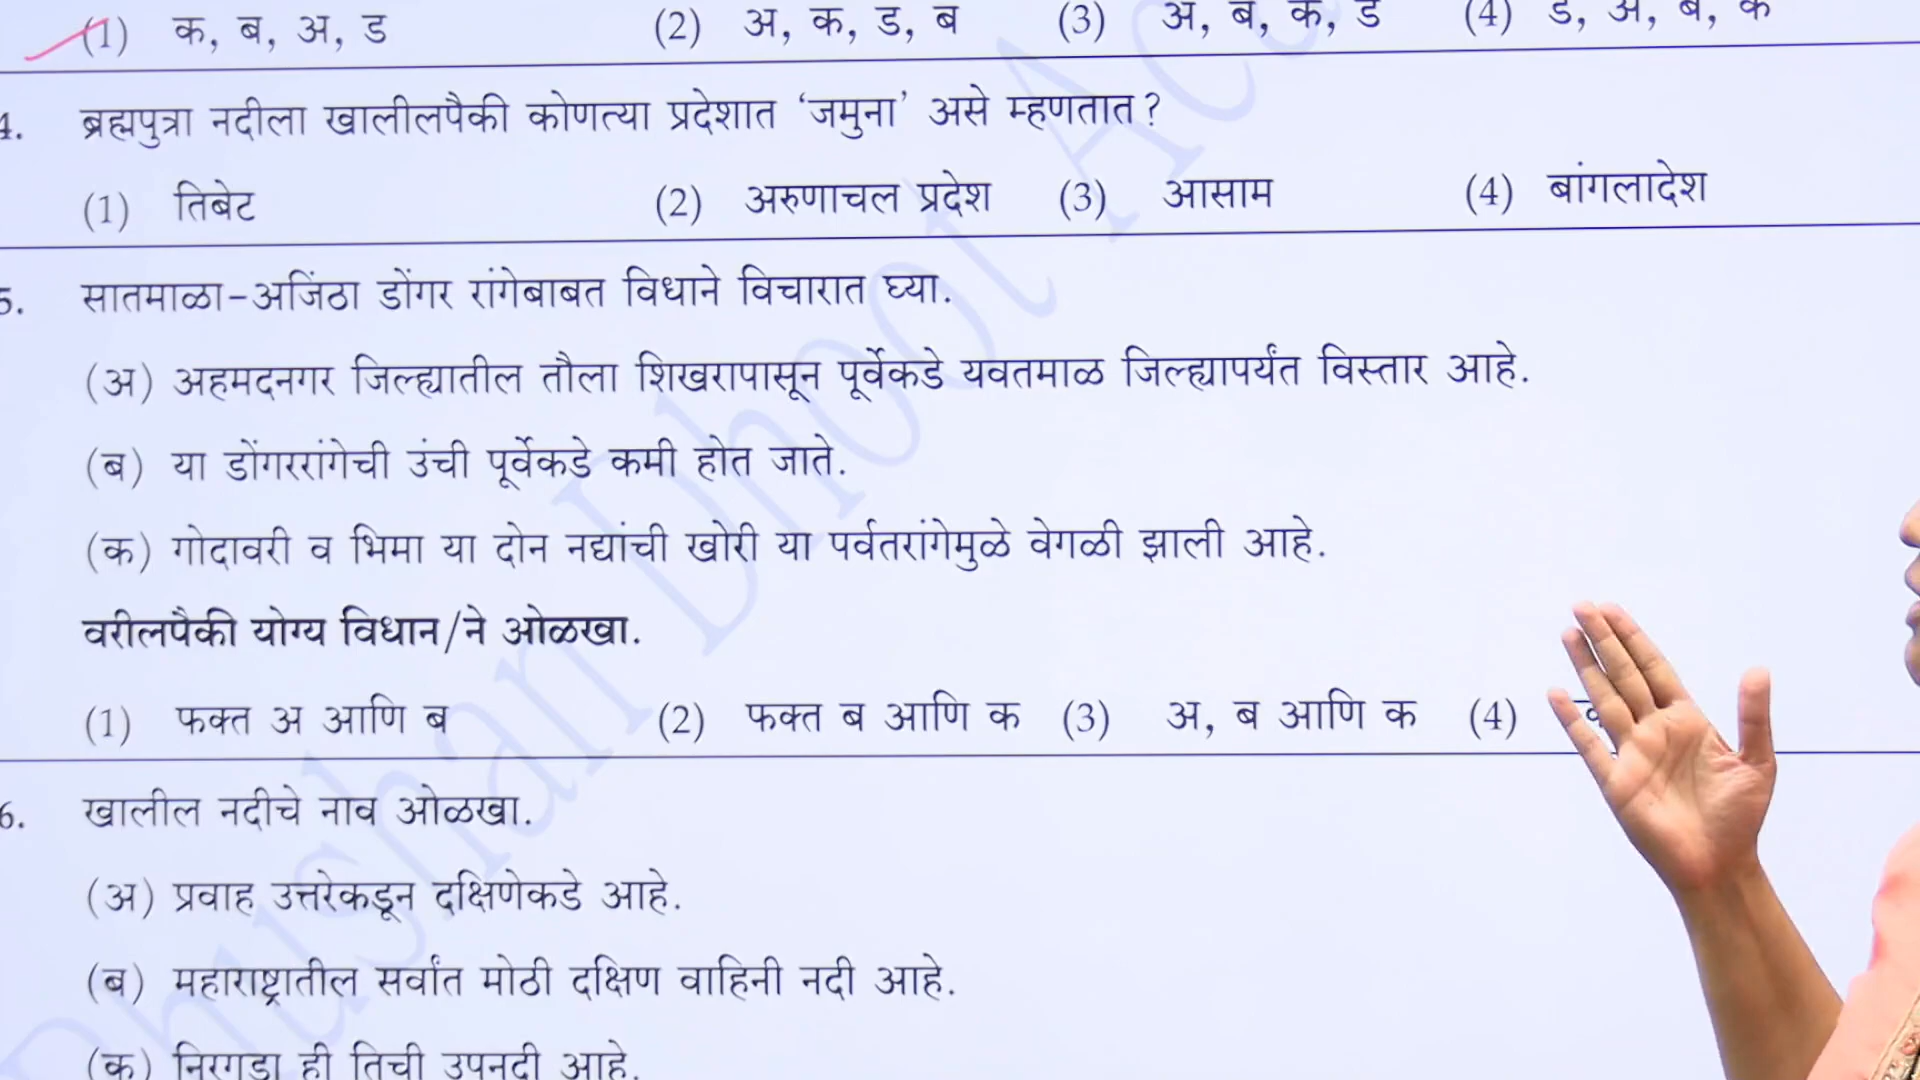 (1) क, ब, अ, ड (2) अ, क, ड, ब (3) अ, ब, क, ड (4) ड, अ, ब, क
4. ब्रह्मपुत्रा नदीला खालीलपैकी कोणत्या प्रदेशात ‘जमुना’ असे म्हणतात?
(1) तिबेट (2) अरुणाचल प्रदेश (3) आसाम (4) बांगलादेश
5. सातमाळा-अजिंठा डोंगर रांगेबाबत विधाने विचारात घ्या.
(अ) अहमदनगर जिल्ह्यातील तौला शिखरापासून पूर्वेकडे यवतमाळ जिल्ह्यापर्यंत विस्तार आहे.
(ब) या डोंगररांगेची उंची पूर्वेकडे कमी होत जाते.
(क) गोदावरी व भिमा या दोन नद्यांची खोरी या पर्वतरांगेमुळे वेगळी झाली आहे.
वरीलपैकी योग्य विधान/ने ओळखा.
(1) फक्त अ आणि ब (2) फक्त ब आणि क (3) अ, ब आणि क (4)
6. खालील नदीचे नाव ओळखा.
(अ) प्रवाह उत्तरेकडून दक्षिणेकडे आहे.
(ब) महाराष्ट्रातील सर्वांत मोठी दक्षिण वाहिनी नदी आहे.
(क) निरगुडा ही तिची उपनदी आहे.
Bhushan Dhoot